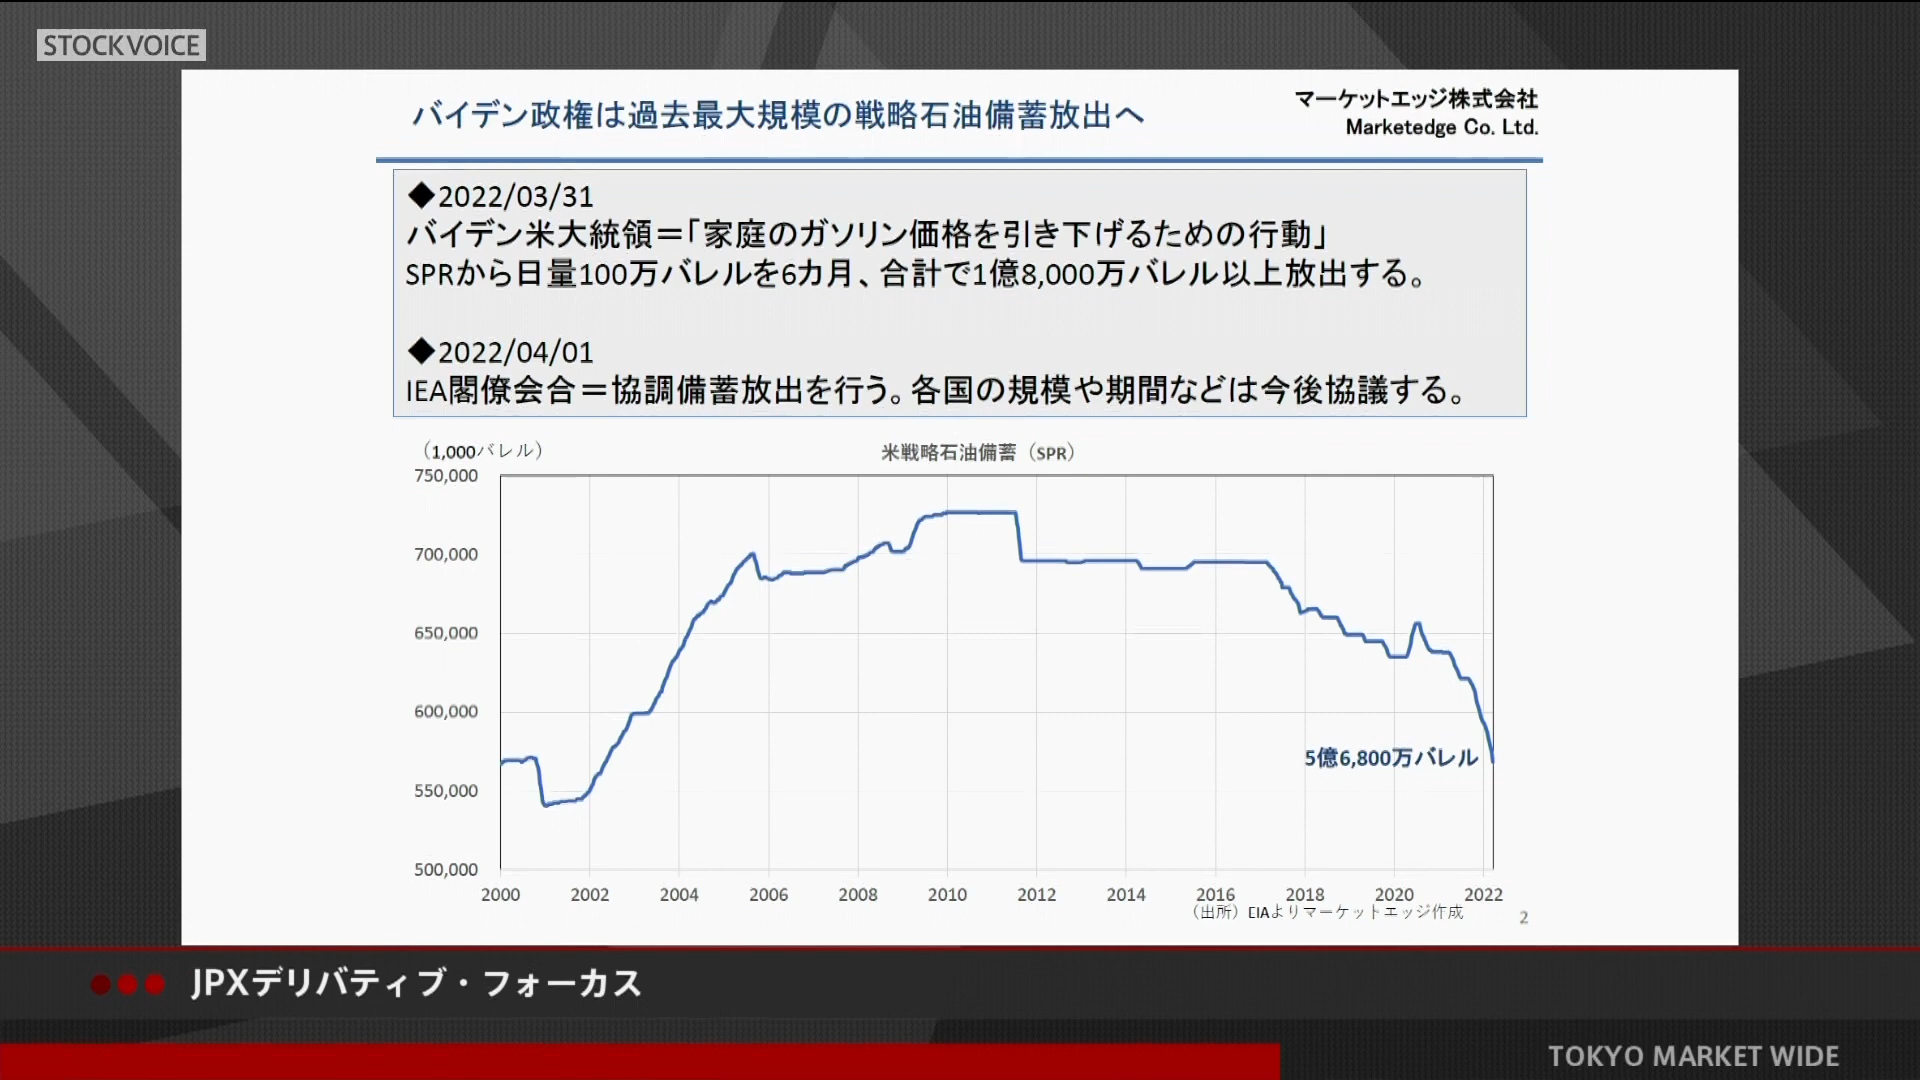 STOCKVOICE
バイデン政権は過去最大規模の戦略石油備蓄放出へ
マーケットエッジ株式会社
Marketedge Co. Ltd.
◆2022/03/31
バイデン米大統領＝「家庭のガソリン価格を引き下げるための行動」
SPRから日量100万バレルを6カ月、合計で1億8,000万バレル以上放出する。
◆2022/04/01
IEA閣僚会合＝協調備蓄放出を行う。各国の規模や期間などは今後協議する。
（1,000バレル）
米戦略石油備蓄（SPR）
750,000
700,000
650,000
600,000
550,000
500,000
5億6,800万バレル
2000 2002 2004 2006 2008 2010 2012 2014 2016 2018 2020 2022
（出所）EIAよりマーケットエッジ作成
2
JPXデリバティブ・フォーカス
TOKYO MARKET WIDE